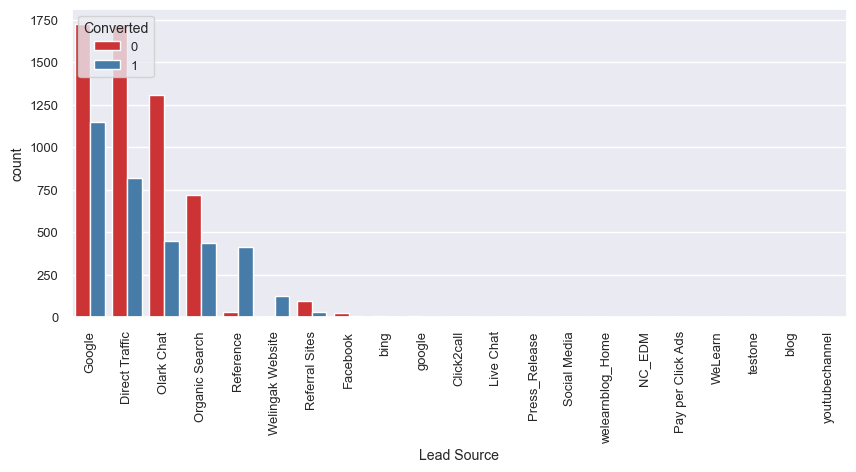 Converted
0
1
1750
1500
1250
1000
750
500
250
0
count
Google
Direct Traffic
Olark Chat
Organic Search
Reference
Welingak Website
Referral Sites
Facebook
bing
google
Click2call
Live Chat
Press_Release
Social Media
welearnblog_Home
NC_EDM
Pay per Click Ads
WeLearn
testone
blog
youtubechannel
Lead Source